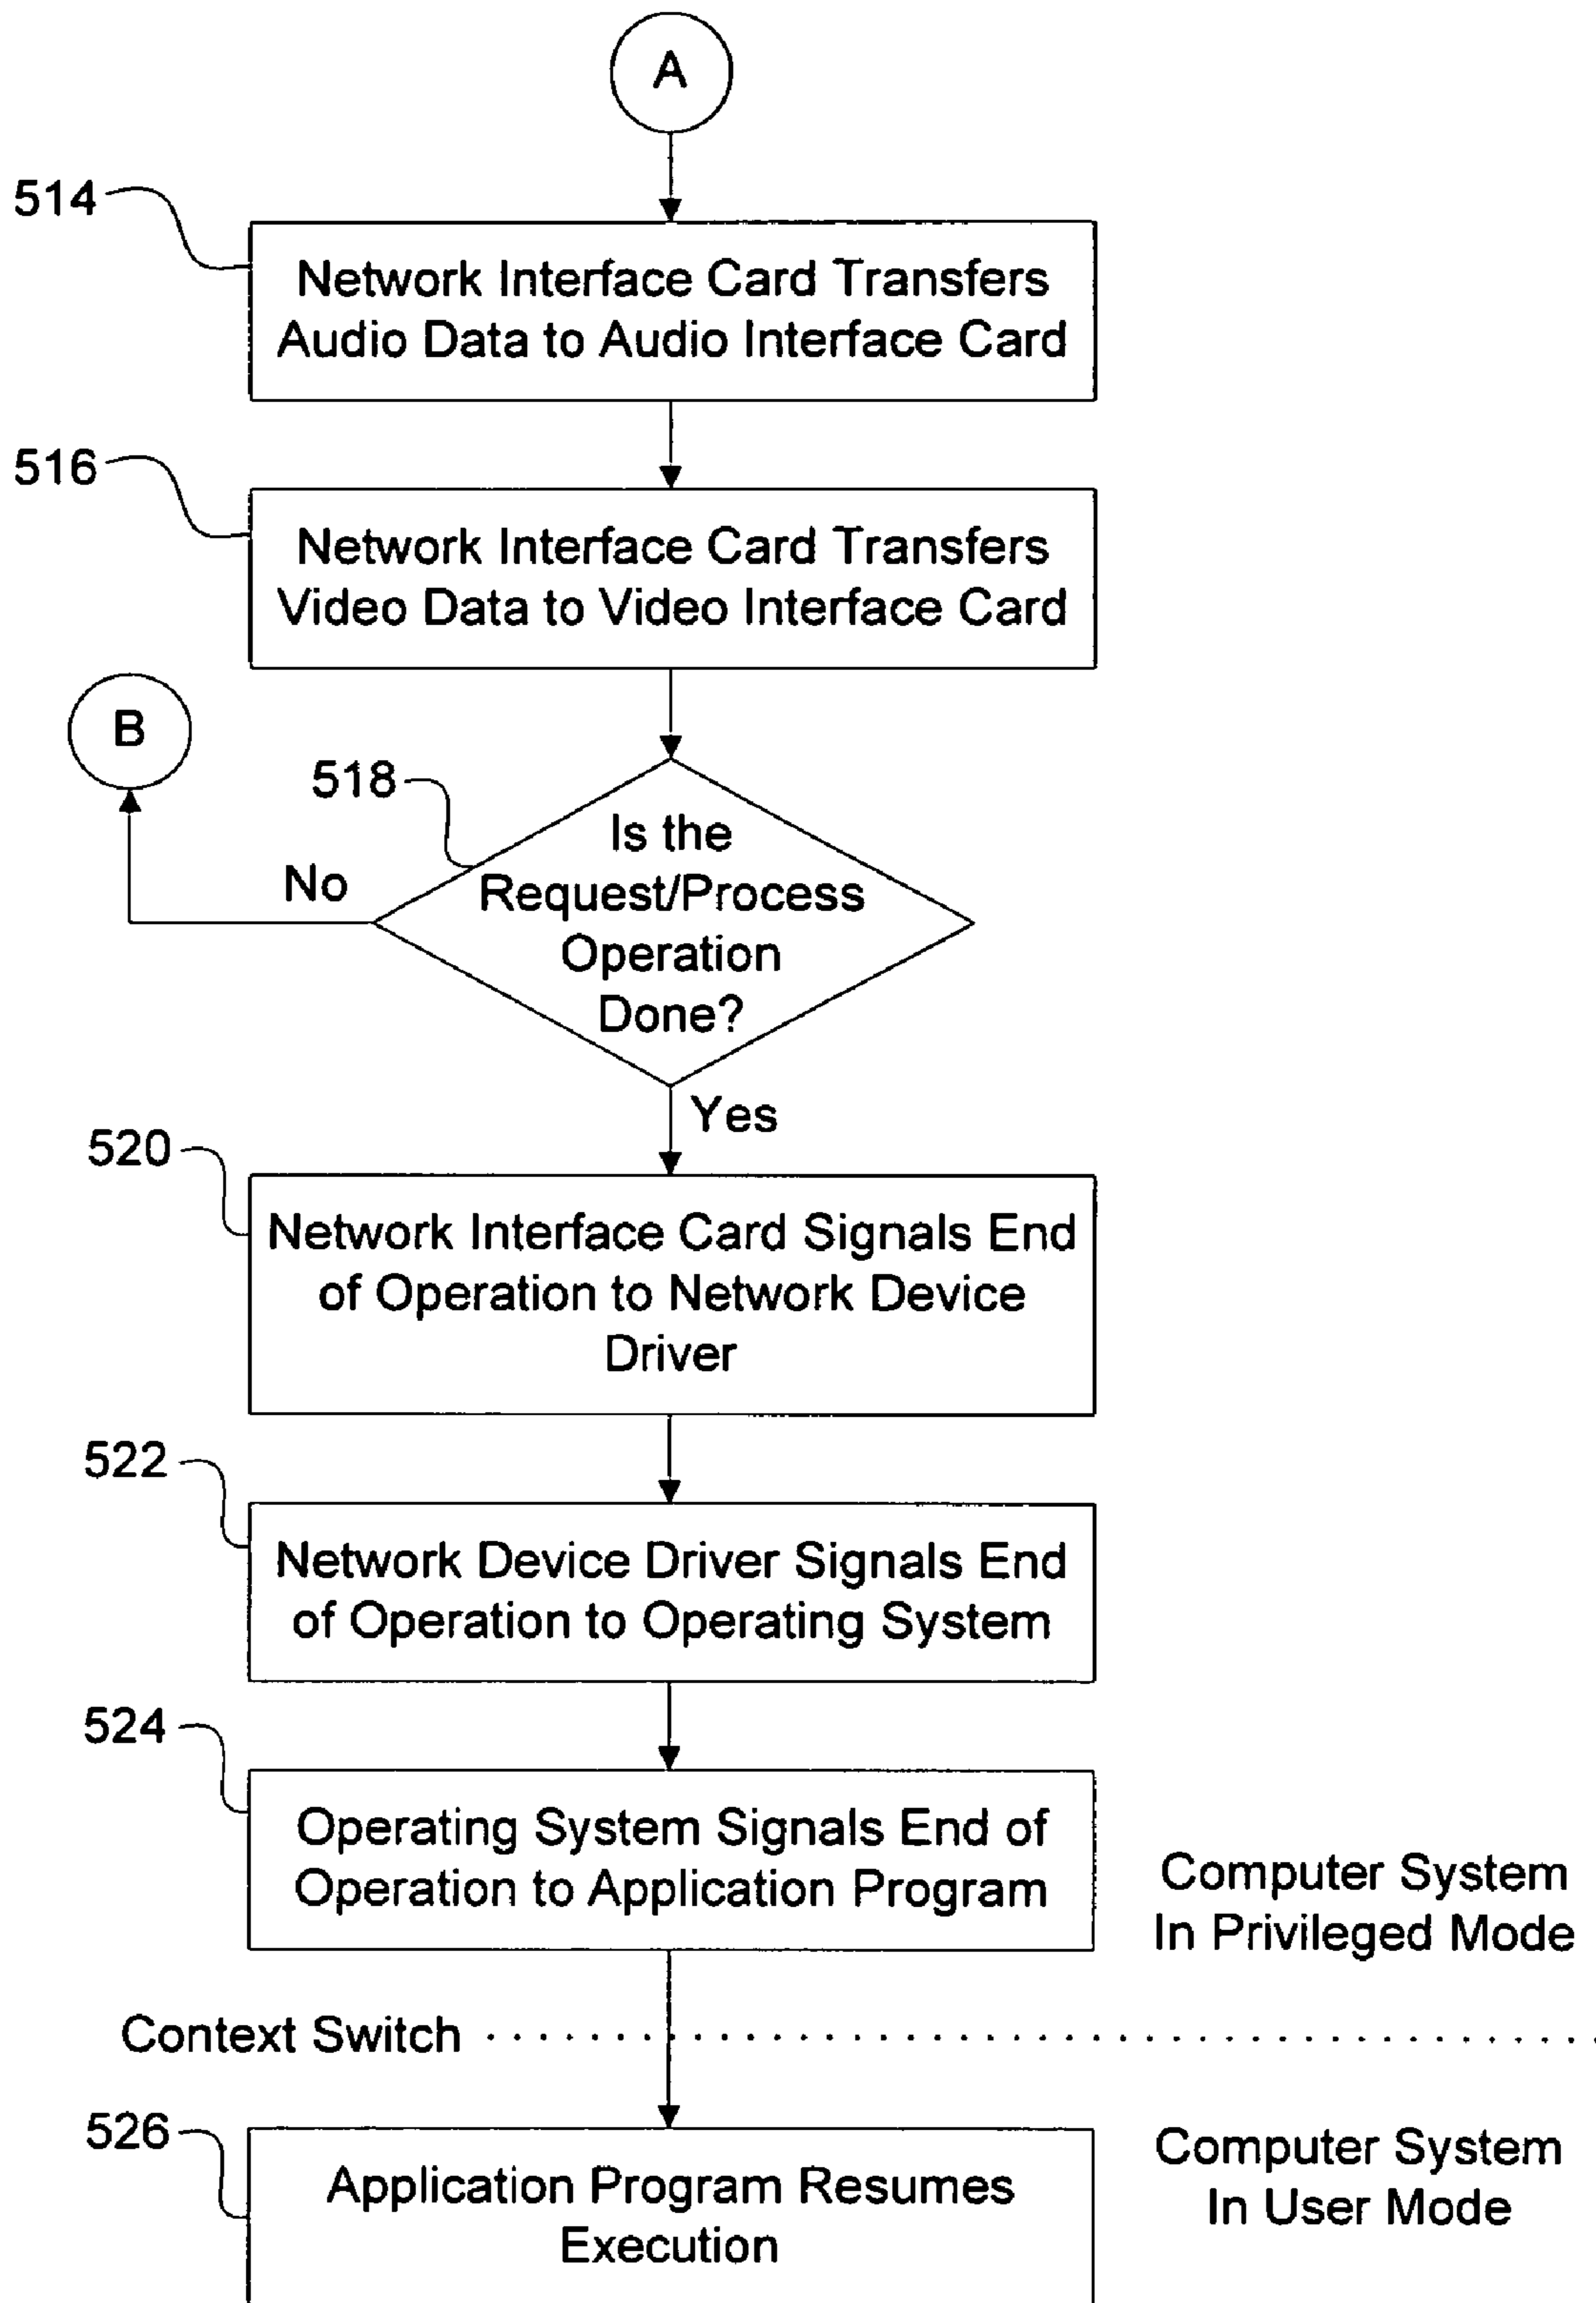 A
514
Network Interface Card Transfers
Audio Data to Audio Interface Card
516
Network Interface Card Transfers
Video Data to Video Interface Card
B
518
Is the
Request/Process
Operation
Done?
No
Yes
520
Network Interface Card Signals End
of Operation to Network Device
Driver
522
Network Device Driver Signals End
of Operation to Operating System
524
Operating System Signals End of
Operation to Application Program
Computer System
In Privileged Mode
Context Switch
526
Application Program Resumes
Execution
Computer System
In User Mode